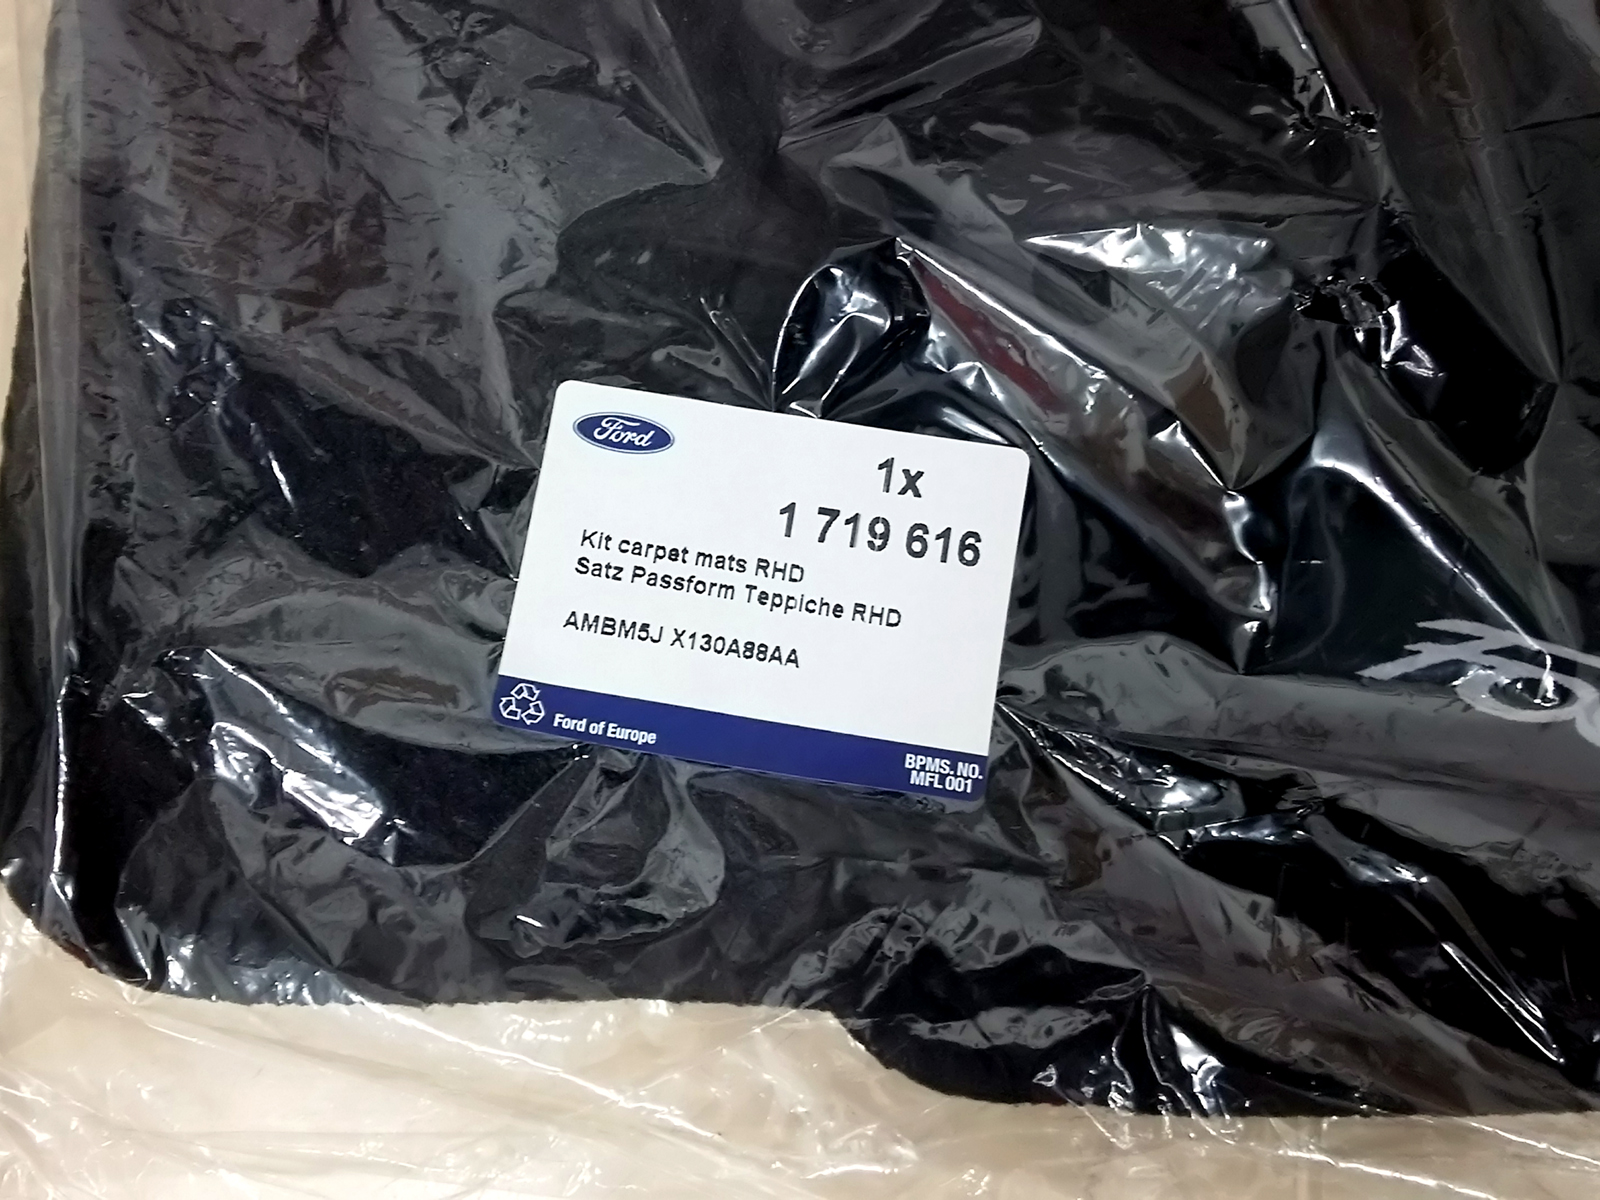 Ford
1x
1 719 616
Kit carpet mats RHD
Satz Passform Teppiche RHD
AMBM5J X130A88AA
Ford of Europe
BPMS. NO.
MFL 001